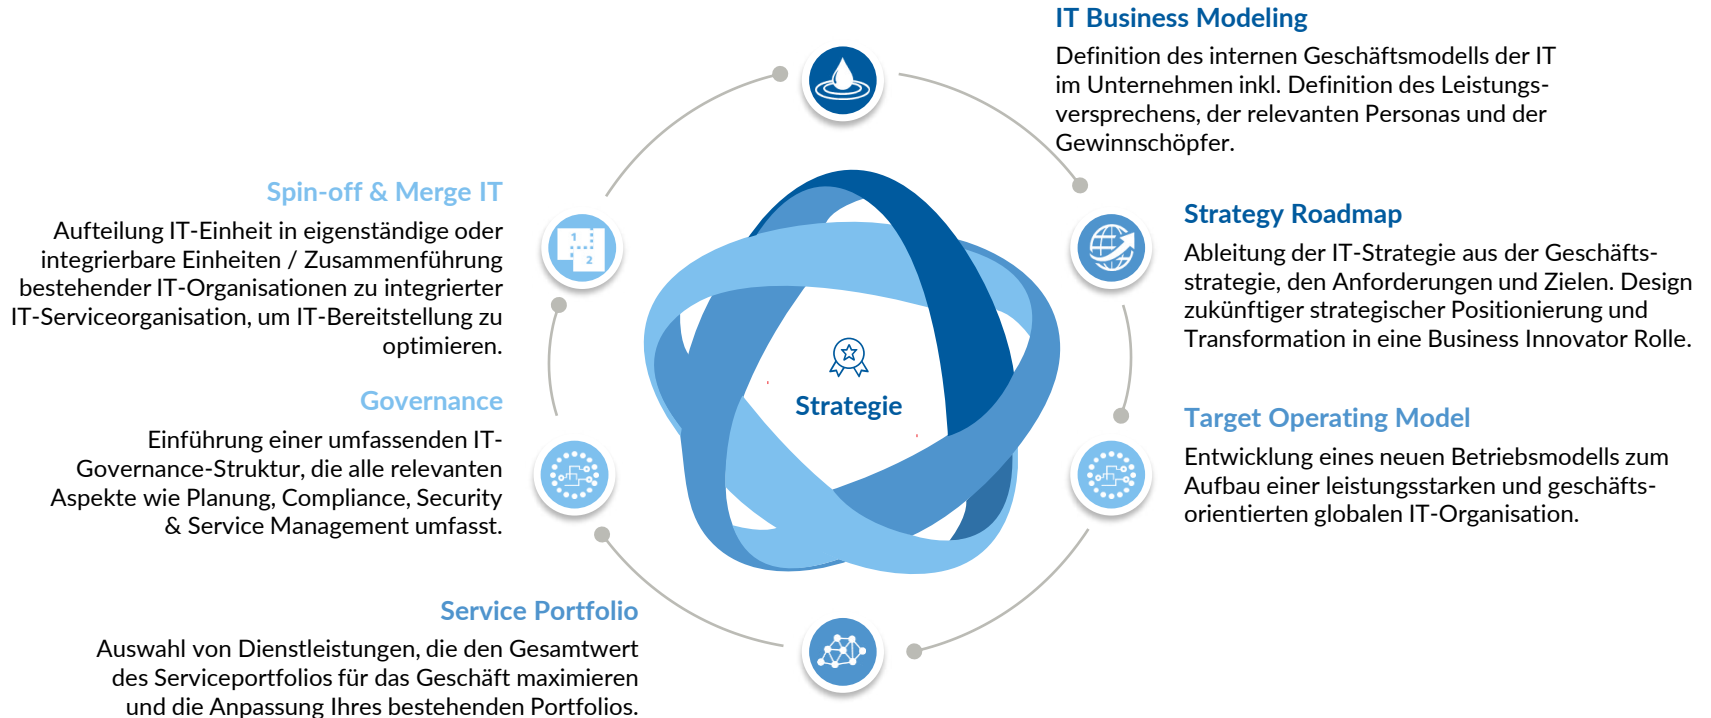 IT Business Modeling
Definition des internen Geschäftsmodells der IT
im Unternehmen inkl. Definition des Leistungs-
versprechens, der relevanten Personas und der
Gewinnschöpfer.
Strategy Roadmap
Ableitung der IT-Strategie aus der Geschäfts-
strategie, den Anforderungen und Zielen. Design
zukünftiger strategischer Positionierung und
Transformation in eine Business Innovator Rolle.
Target Operating Model
Entwicklung eines neuen Betriebsmodells zum
Aufbau einer leistungsstarken und geschäfts-
orientierten globalen IT-Organisation.
Service Portfolio
Auswahl von Dienstleistungen, die den Gesamtwert
des Serviceportfolios für das Geschäft maximieren
und die Anpassung Ihres bestehenden Portfolios.
Governance
Einführung einer umfassenden IT-
Governance-Struktur, die alle relevanten
Aspekte wie Planung, Compliance, Security
& Service Management umfasst.
Spin-off & Merge IT
Aufteilung IT-Einheit in eigenständige oder
integrierbare Einheiten / Zusammenführung
bestehender IT-Organisationen zu integrierter
IT-Serviceorganisation, um IT-Bereitstellung zu
optimieren.
1
2
Strategie